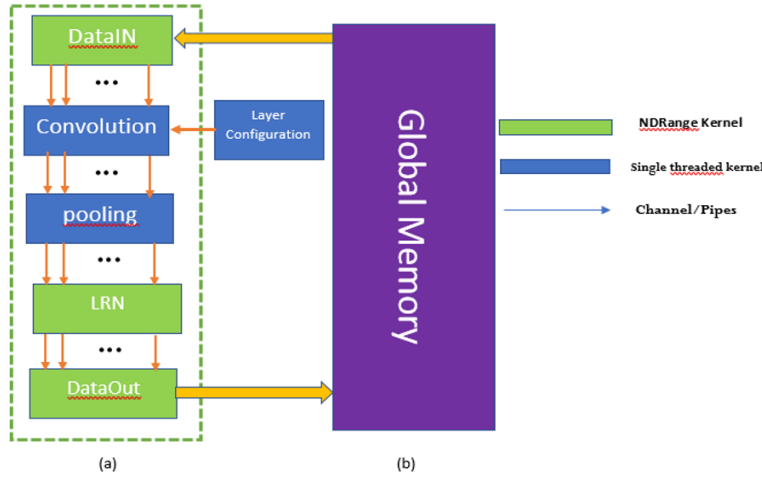 DataIN
...
Convolution
Layer
Configuration
...
pooling
...
LRN
...
DataOut
Global Memory
NDRange Kernel
Single threaded kernel
Channel/Pipes
(a)
(b)